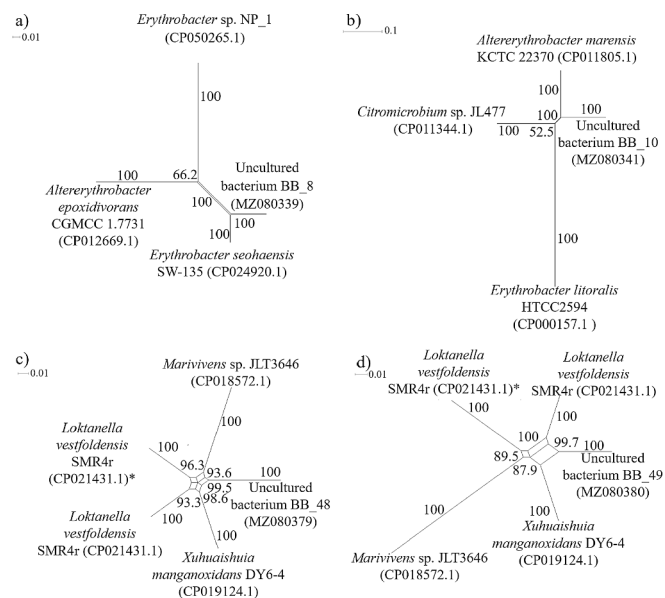 a)
0.01
Erythrobacter sp. NP_1
(CP050265.1)
100
100
66.2
Altererythrobacter
epoxidivorans
CGMCC 1.7731
(CP012669.1)
100
Uncultured
bacterium BB_8
(MZ080339)
100
100
Erythrobacter seohaensis
SW-135 (CP024920.1)
b)
0.1
Altererythrobacter marensis
KCTC 22370 (CP011805.1)
100
Citromicrobium sp. JL477
(CP011344.1)
100
100
100
52.5
Uncultured
bacterium BB_10
(MZ080341)
100
Erythrobacter litoralis
HTCC2594
(CP000157.1 )
c)
0.01
Marivivens sp. JLT3646
(CP018572.1)
100
Loktanella
vestfoldensis
SMR4r
(CP021431.1)*
100
96.3
93.6
100
99.5
93.3
98.6
Uncultured
bacterium BB_48
(MZ080379)
Loktanella
vestfoldensis
SMR4r (CP021431.1)
100
100
Xuhuaishuia
manganoxidans DY6-4
(CP019124.1)
d)
0.01
Loktanella
vestfoldensis
SMR4r (CP021431.1)*
Loktanella
vestfoldensis
SMR4r (CP021431.1)
100
100
100
99.7
100
89.5
87.9
Uncultured
bacterium BB_49
(MZ080380)
100
100
Xuhuaishuia
manganoxidans DY6-4
(CP019124.1)
Marivivens sp. JLT3646
(CP018572.1)